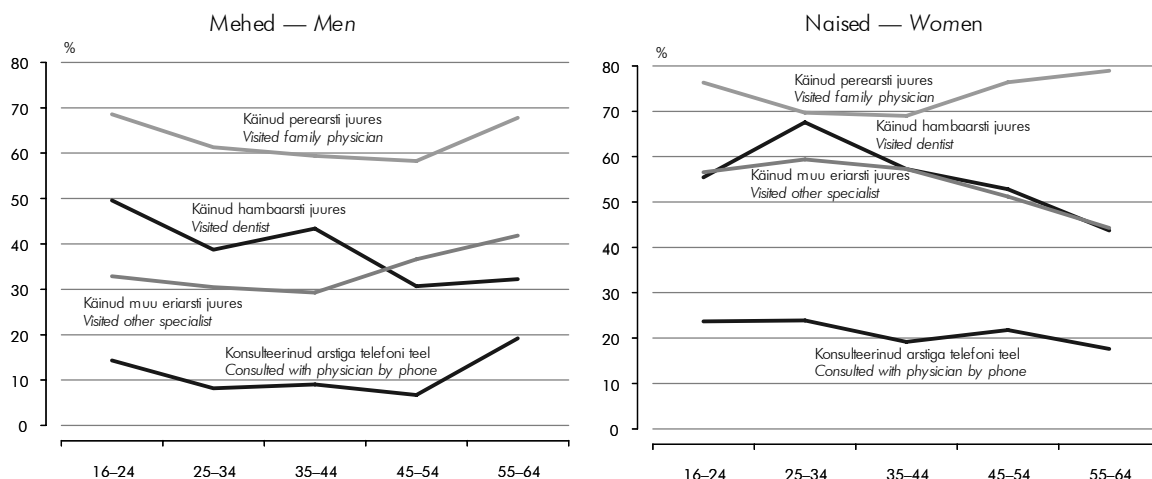 Mehed — Men
%
80
70
60
50
40
30
20
10
0
Käinud perearsti juures
Visited family physician
Käinud hambaarsti juures
Visited dentist
Käinud muu eriarsti juures
Visited other specialist
Konsulteerinud arstiga telefoni teel
Consulted with physician by phone
16–24 25–34 35–44 45–54 55–64
Naised — Women
%
80
70
60
50
40
30
20
10
0
Käinud perearsti juures
Visited family physician
Käinud hambaarsti juures
Visited dentist
Käinud muu eriarsti juures
Visited other specialist
Konsulteerinud arstiga telefoni teel
Consulted with physician by phone
16–24 25–34 35–44 45–54 55–64